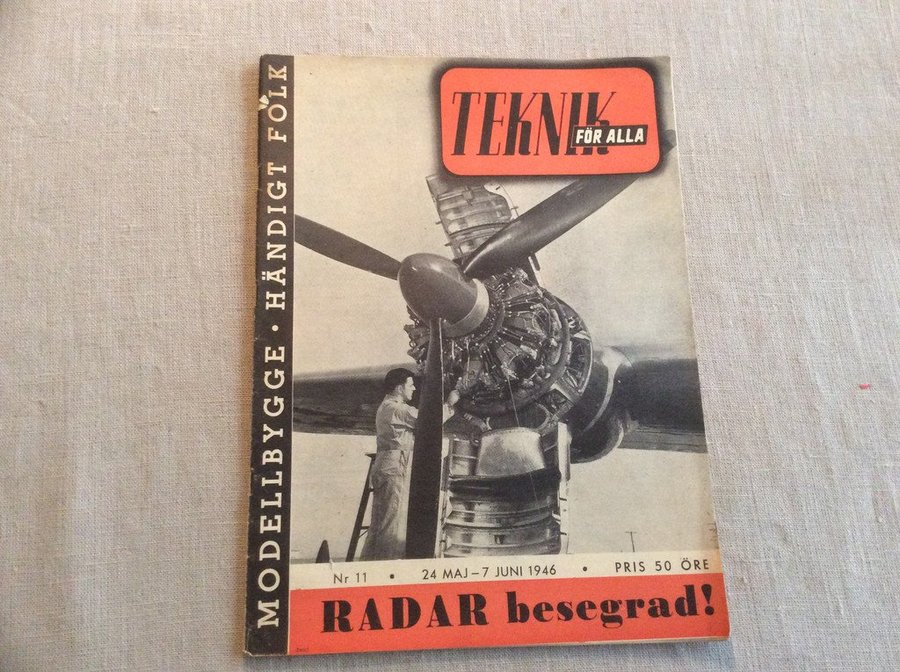 TEKNIK
FÖR ALLA
MODELLBYGGE • HÄNDIGT FOLK
Nr 11 • 24 MAJ–7 JUNI 1946 • PRIS 50 ÖRE
RADAR besegrad!